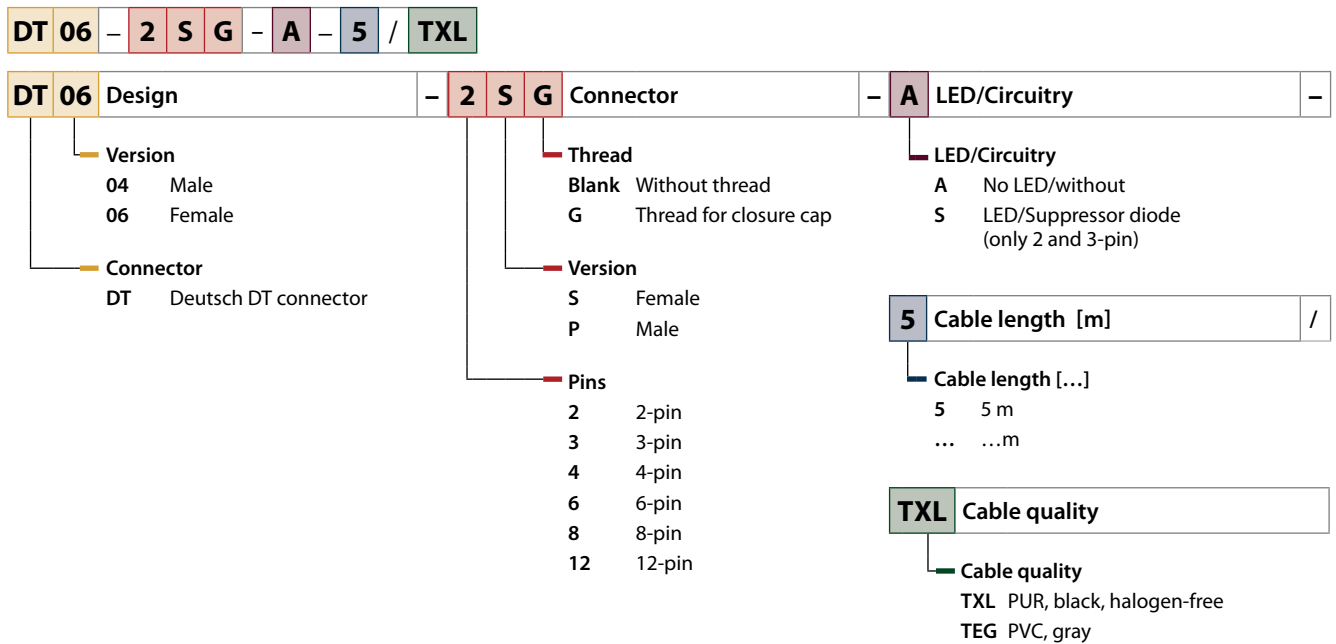 DT 06 – 2 S G – A – 5 / TXL
DT 06 Design – 2 S G Connector – A LED/Circuitry –
Version
04 Male
06 Female
Connector
DT Deutsch DT connector
Thread
Blank Without thread
G Thread for closure cap
Version
S Female
P Male
Pins
2 2-pin
3 3-pin
4 4-pin
6 6-pin
8 8-pin
12 12-pin
LED/Circuitry
A No LED/without
S LED/Suppressor diode
(only 2 and 3-pin)
5 Cable length [m] /
Cable length […]
5 5 m
… …m
TXL Cable quality
Cable quality
TXL PUR, black, halogen-free
TEG PVC, gray